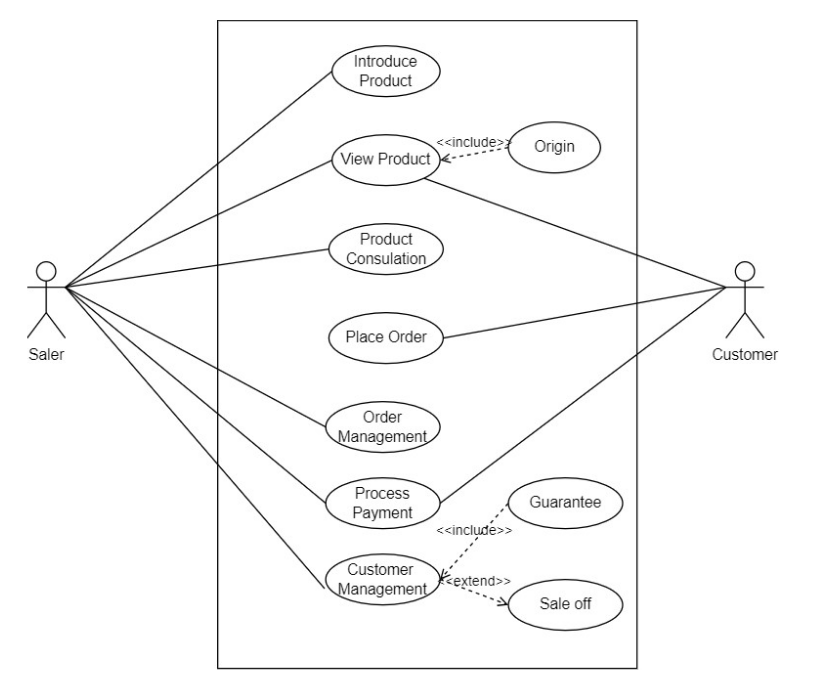 Introduce
Product
<<include>>
View Product
Origin
Product
Consulation
Saler
Place Order
Customer
Order
Management
Process
Payment
Guarantee
<<include>>
Customer
Management
<<extend>>
Sale off